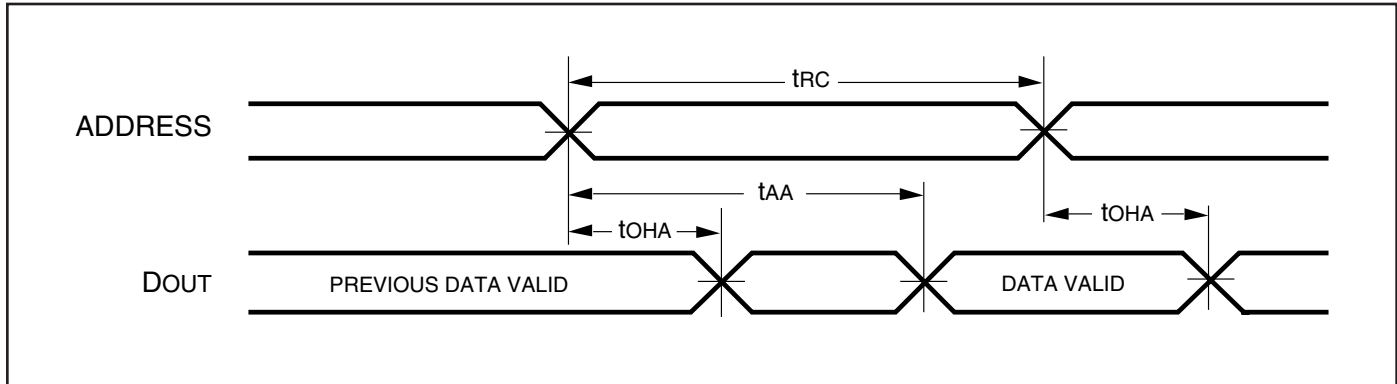 tRC
ADDRESS
tAA
tOHA
tOHA
DOUT
PREVIOUS DATA VALID
DATA VALID